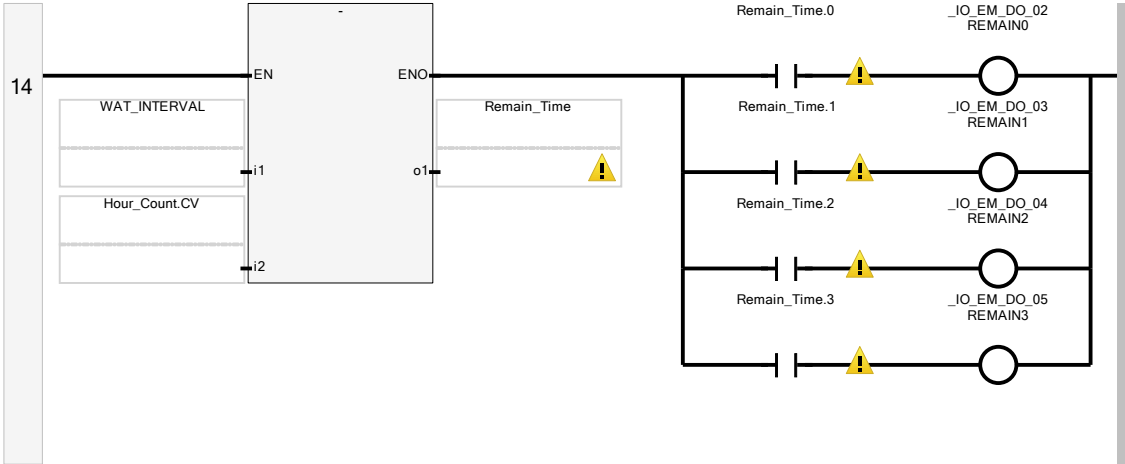 14
-
EN
ENO
WAT_INTERVAL
i1
Hour_Count.CV
i2
Remain_Time
o1
Remain_Time.0
_IO_EM_DO_02
REMAIN0
Remain_Time.1
_IO_EM_DO_03
REMAIN1
Remain_Time.2
_IO_EM_DO_04
REMAIN2
Remain_Time.3
_IO_EM_DO_05
REMAIN3